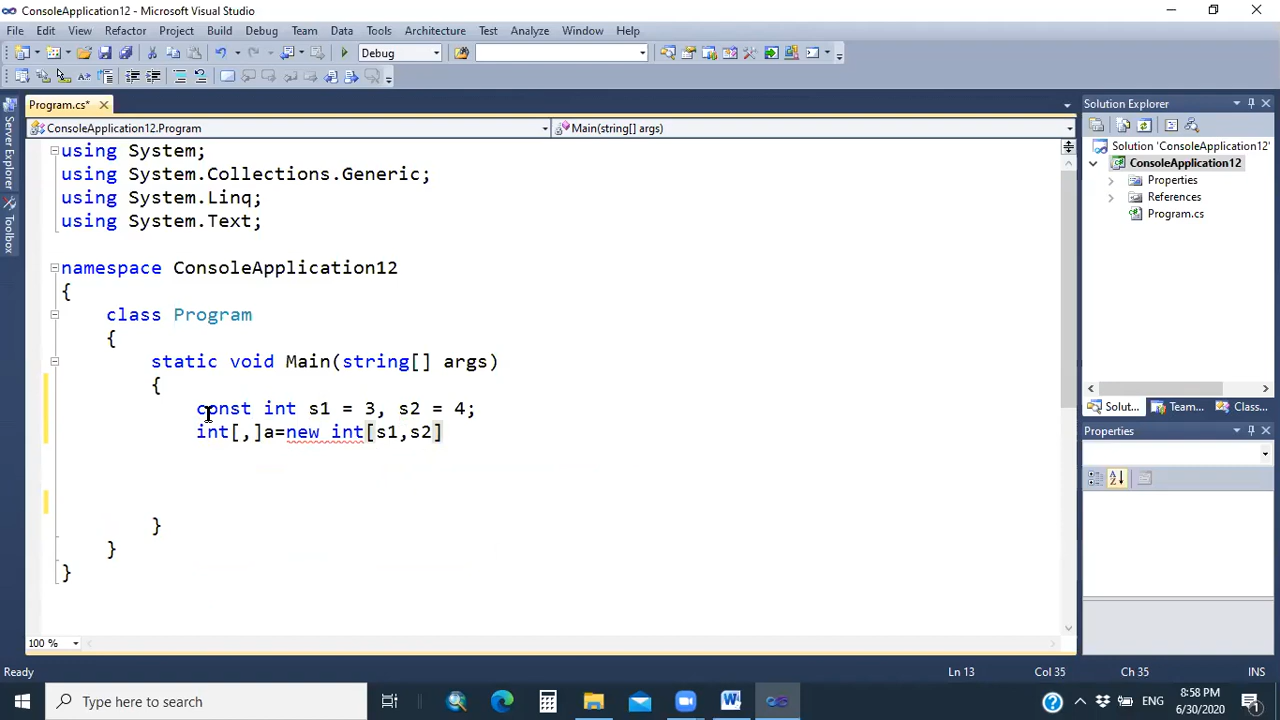 ConsoleApplication12 - Microsoft Visual Studio
File Edit View Refactor Project Build Debug Team Data Tools Architecture Test Analyze Window Help
Debug
Program.cs* Solution Explorer
ConsoleApplication12.Program Main(string[] args)
Server Explorer
Toolbox
using System;
using System.Collections.Generic;
using System.Linq;
using System.Text;
namespace ConsoleApplication12
{
class Program
{
static void Main(string[] args)
{
const int s1 = 3, s2 = 4;
int[,]a=new int[s1,s2]
}
}
}
Solution 'ConsoleApplication12'
ConsoleApplication12
Properties
References
Program.cs
Solut... Team... Class...
Properties
100 %
Ready Ln 13 Col 35 Ch 35 INS
Type here to search
ENG 8:58 PM
6/30/2020